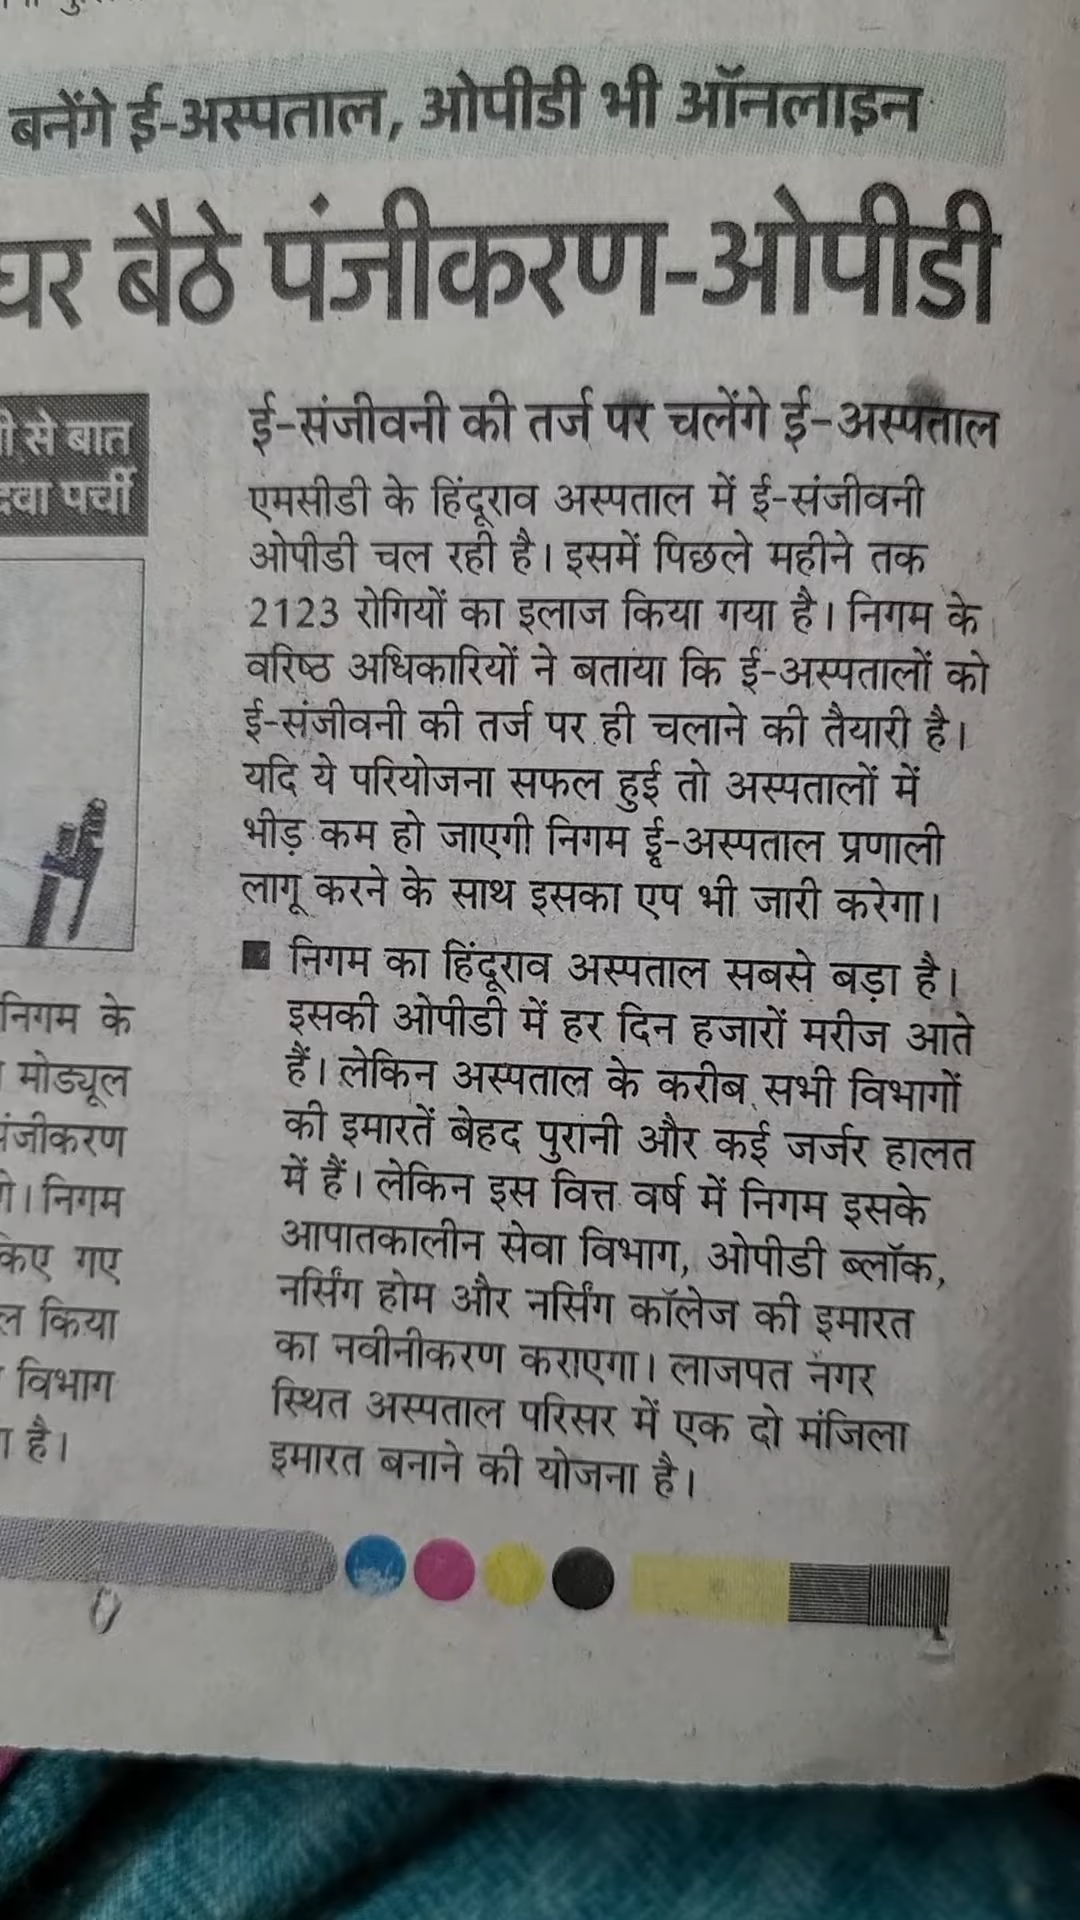 बनेंगे ई-अस्पताल, ओपीडी भी ऑनलाइन
घर बैठे पंजीकरण-ओपीडी
से बात
पर्ची
ई-संजीवनी की तर्ज पर चलेंगे ई-अस्पताल
एमसीडी के हिंदूराव अस्पताल में ई-संजीवनी
ओपीडी चल रही है। इसमें पिछले महीने तक
2123 रोगियों का इलाज किया गया है। निगम के
वरिष्ठ अधिकारियों ने बताया कि ई-अस्पतालों को
ई-संजीवनी की तर्ज पर ही चलाने की तैयारी है।
यदि ये परियोजना सफल हुई तो अस्पतालों में
भीड़ कम हो जाएगी निगम ई-अस्पताल प्रणाली
लागू करने के साथ इसका एप भी जारी करेगा।
■ निगम का हिंदूराव अस्पताल सबसे बड़ा है।
इसकी ओपीडी में हर दिन हजारों मरीज आते
हैं। लेकिन अस्पताल के करीब सभी विभागों
की इमारतें बेहद पुरानी और कई जर्जर हालत
में हैं। लेकिन इस वित्त वर्ष में निगम इसके
आपातकालीन सेवा विभाग, ओपीडी ब्लॉक,
नर्सिंग होम और नर्सिंग कॉलेज की इमारत
का नवीनीकरण कराएगा। लाजपत नगर
स्थित अस्पताल परिसर में एक दो मंजिला
इमारत बनाने की योजना है।
निगम के
मोड्यूल
पंजीकरण
निगम
किए गए
किया
विभाग
है।